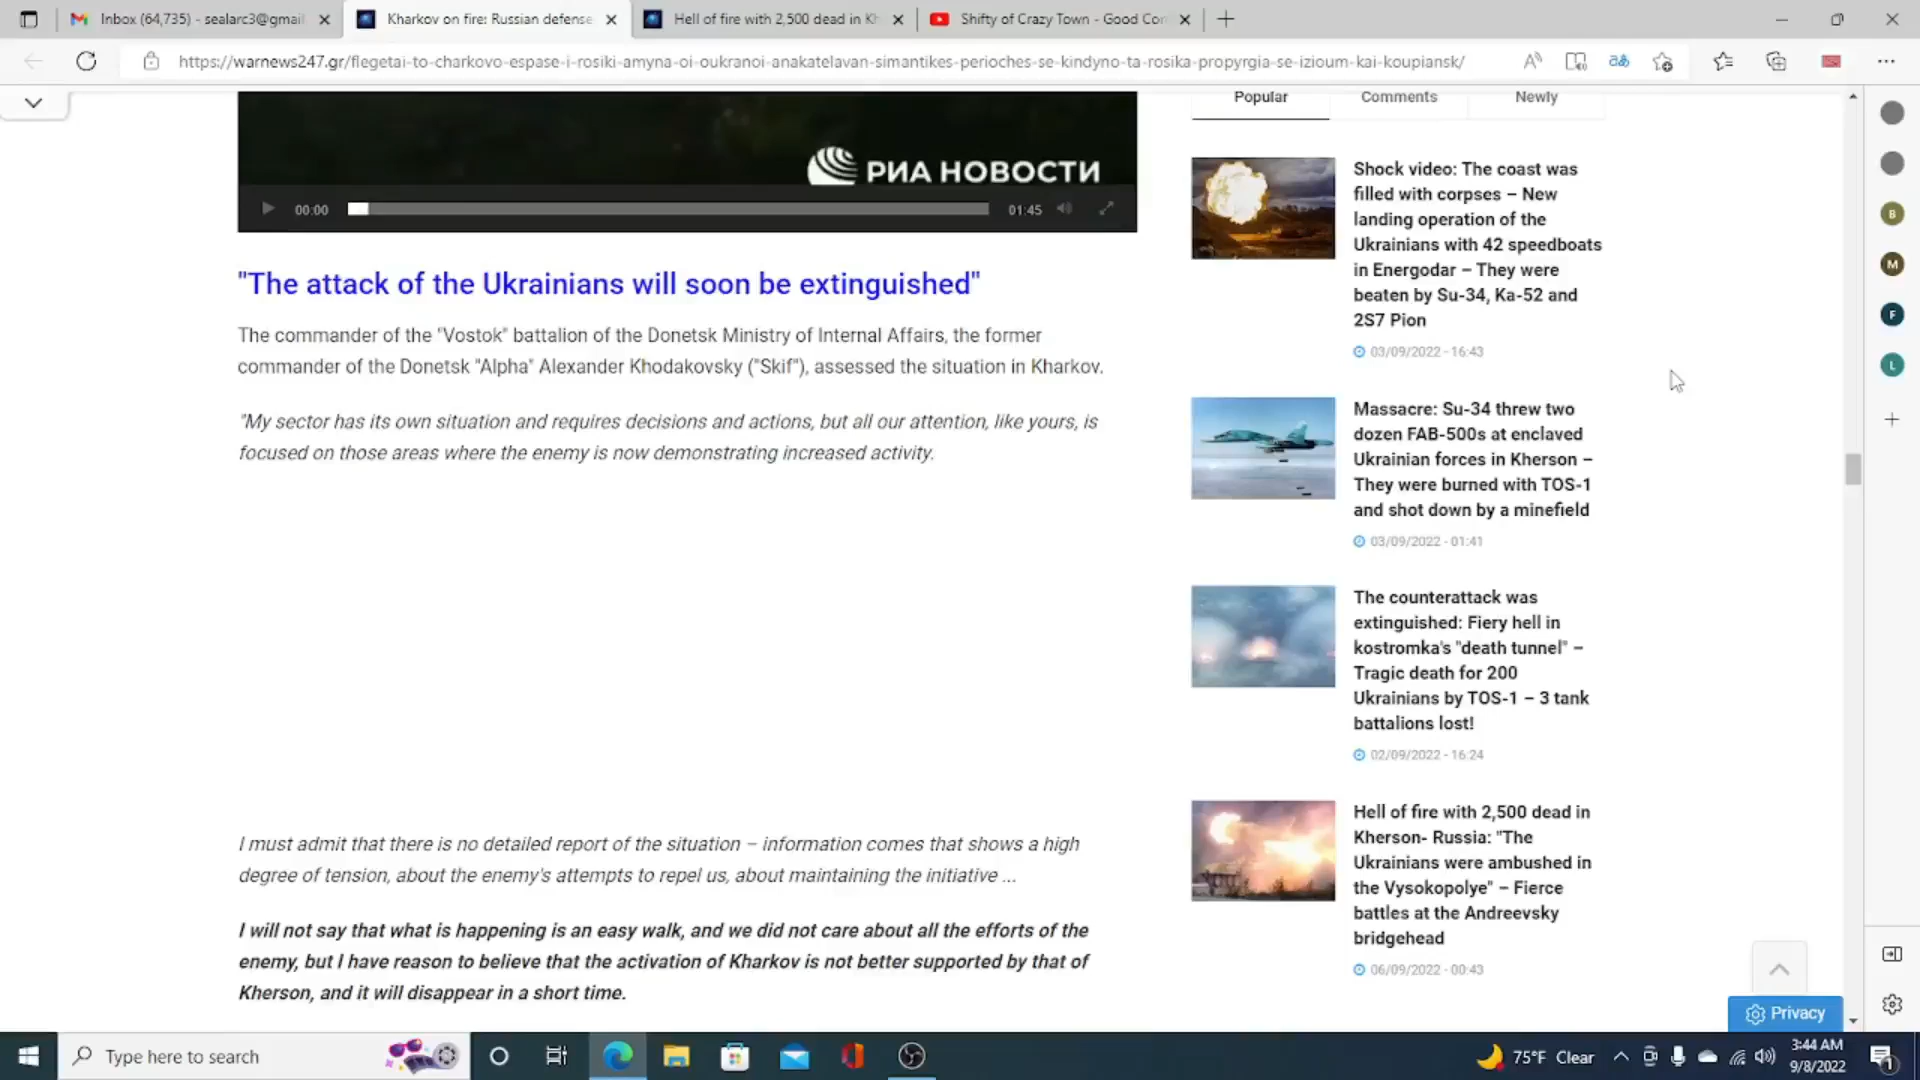 Inbox (64,735) - sealarc3@gmail
Kharkov on fire: Russian defense
Hell of fire with 2,500 dead in Kh
Shifty of Crazy Town - Good Con
https://warnews247.gr/flegetai-to-charkovo-espase-i-rosiki-amyna-oi-oukranoi-anakatelavan-simantikes-perioches-se-kindyno-ta-rosika-propyrgia-se-izioum-kai-koupiansk/
РИА НОВОСТИ
00:00
01:45
"The attack of the Ukrainians will soon be extinguished"
The commander of the "Vostok" battalion of the Donetsk Ministry of Internal Affairs, the former
commander of the Donetsk "Alpha" Alexander Khodakovsky ("Skif"), assessed the situation in Kharkov.
"My sector has its own situation and requires decisions and actions, but all our attention, like yours, is
focused on those areas where the enemy is now demonstrating increased activity.
I must admit that there is no detailed report of the situation – information comes that shows a high
degree of tension, about the enemy's attempts to repel us, about maintaining the initiative ...
I will not say that what is happening is an easy walk, and we did not care about all the efforts of the
enemy, but I have reason to believe that the activation of Kharkov is not better supported by that of
Kherson, and it will disappear in a short time.
Popular
Comments
Newly
Shock video: The coast was
filled with corpses – New
landing operation of the
Ukrainians with 42 speedboats
in Energodar – They were
beaten by Su-34, Ka-52 and
2S7 Pion
03/09/2022 - 16:43
Massacre: Su-34 threw two
dozen FAB-500s at enclaved
Ukrainian forces in Kherson –
They were burned with TOS-1
and shot down by a minefield
03/09/2022 - 01:41
The counterattack was
extinguished: Fiery hell in
kostromka's "death tunnel" –
Tragic death for 200
Ukrainians by TOS-1 – 3 tank
battalions lost!
02/09/2022 - 16:24
Hell of fire with 2,500 dead in
Kherson- Russia: "The
Ukrainians were ambushed in
the Vysokopolye" – Fierce
battles at the Andreevsky
bridgehead
06/09/2022 - 00:43
B
M
F
L
Privacy
Type here to search
75°F Clear
3:44 AM
9/8/2022
1